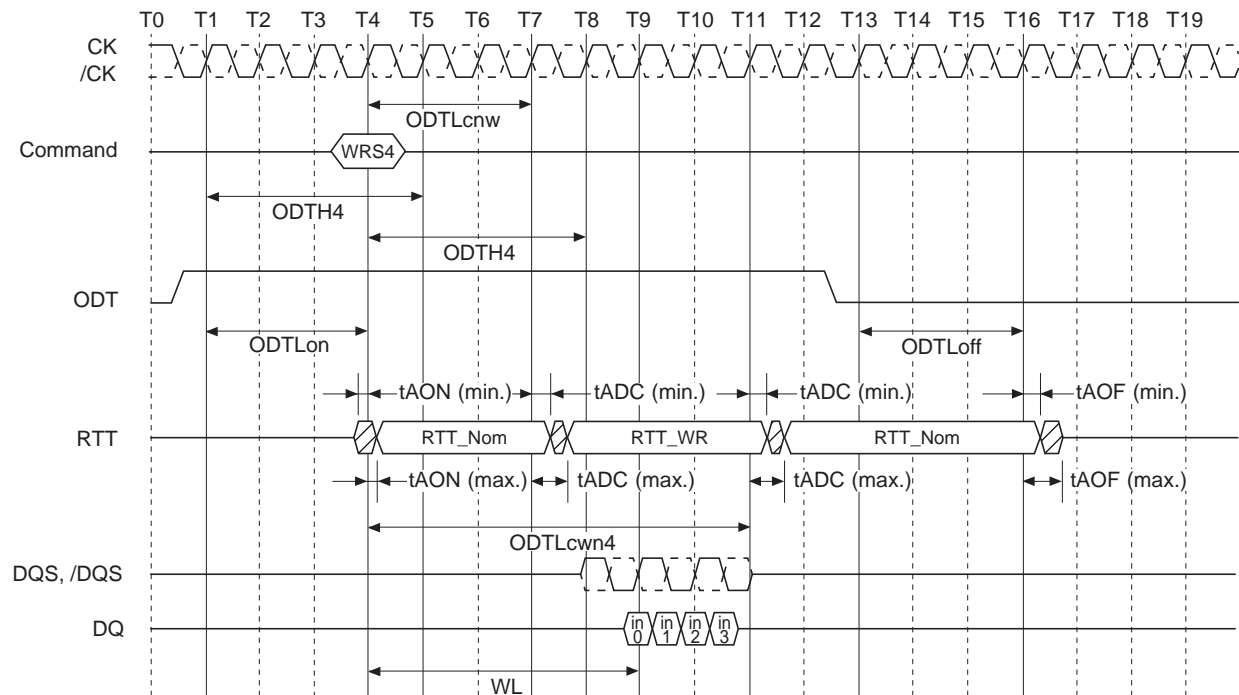 T0 T1 T2 T3 T4 T5 T6 T7 T8 T9 T10 T11 T12 T13 T14 T15 T16 T17 T18 T19
CK
/CK
ODTLcnw
Command WRS4
ODTH4
ODTH4
ODT
ODTLon ODTLoff
tAON (min.) tADC (min.) tADC (min.) tAOF (min.)
RTT RTT_Nom RTT_WR RTT_Nom
tAON (max.) tADC (max.) tADC (max.) tAOF (max.)
ODTLcwn4
DQS, /DQS
DQ in 0 in 1 in 2 in 3
WL